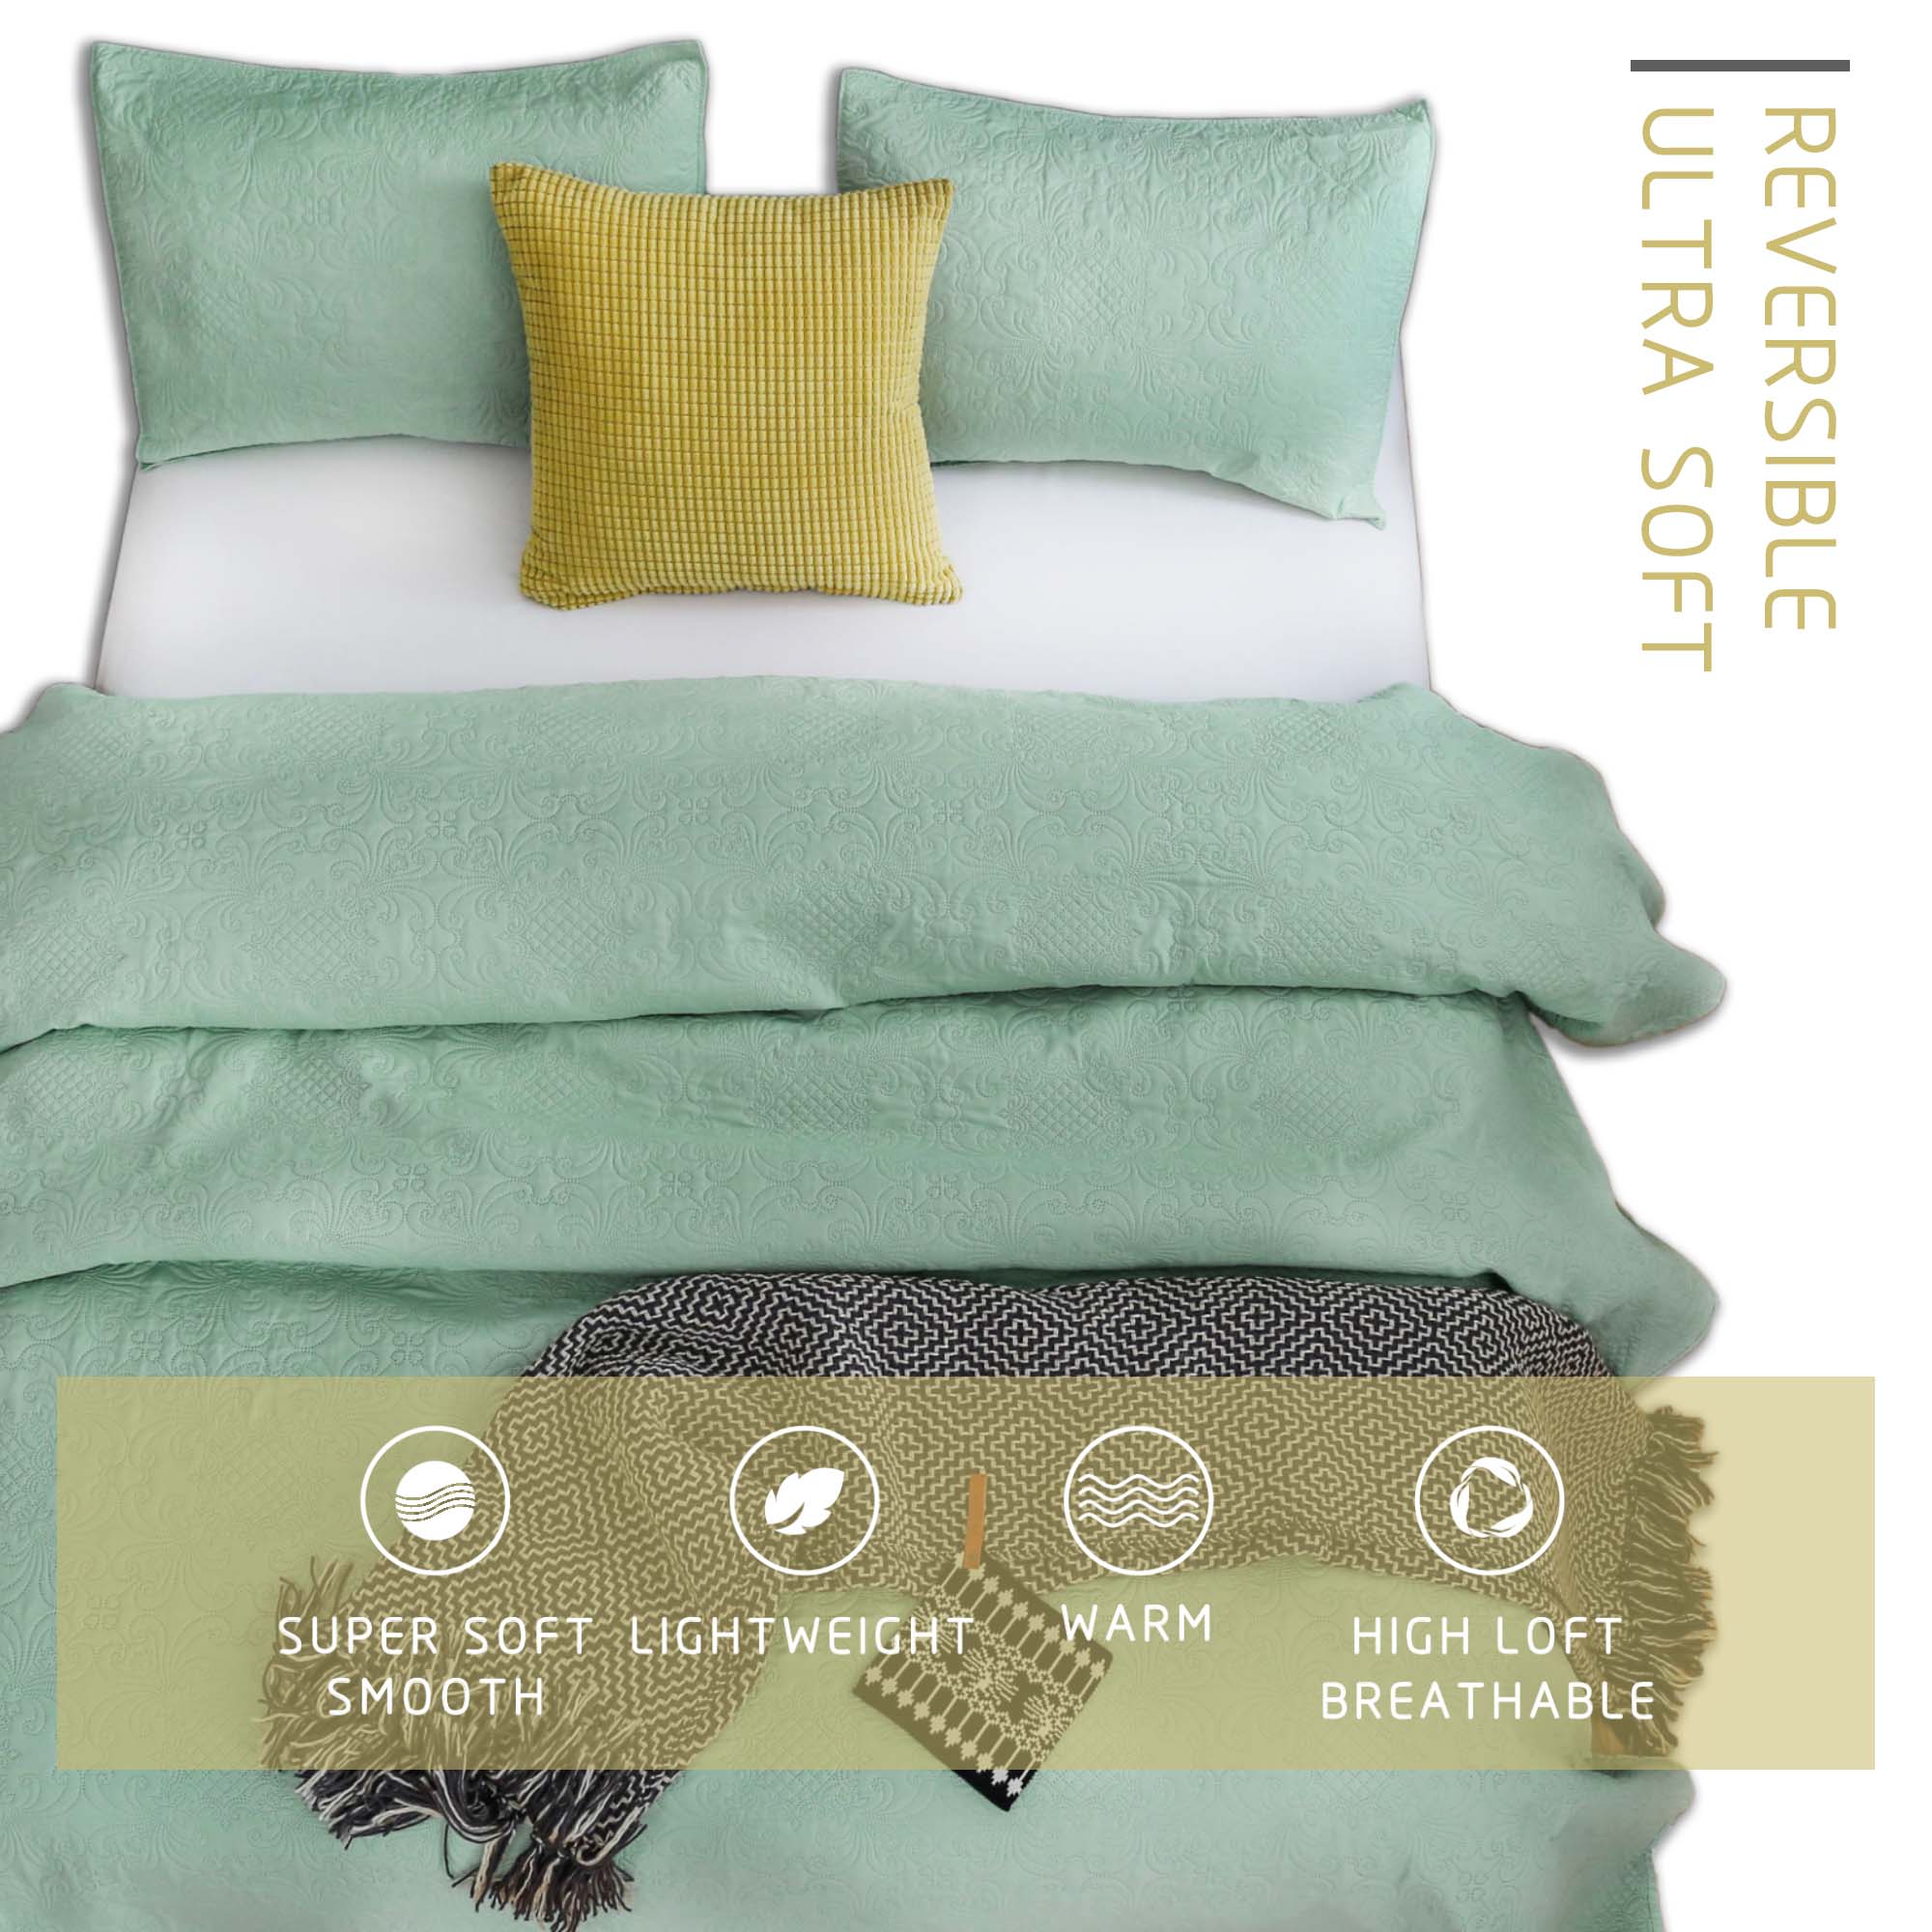 REVERSIBLE
ULTRA SOFT
SUPER SOFT
SMOOTH
LIGHTWEIGHT
WARM
HIGH LOFT
BREATHABLE